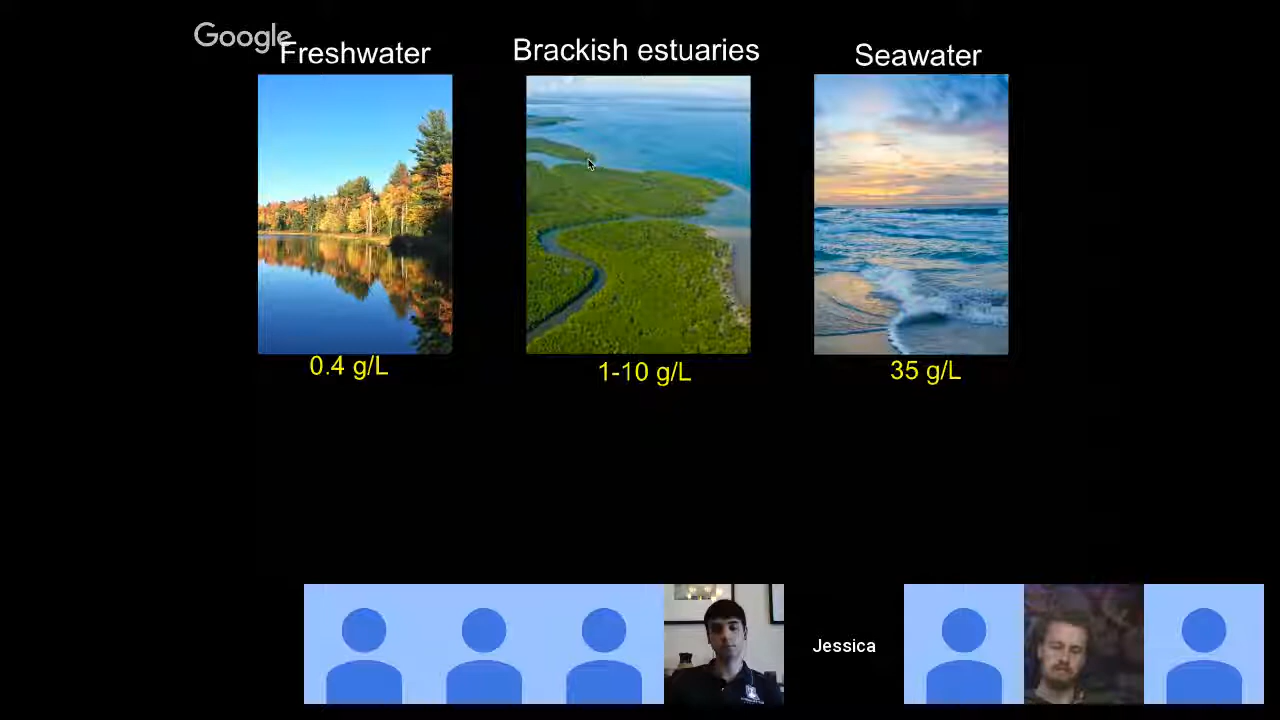 Google
Freshwater
Brackish estuaries
Seawater
0.4 g/L
1-10 g/L
35 g/L
Jessica